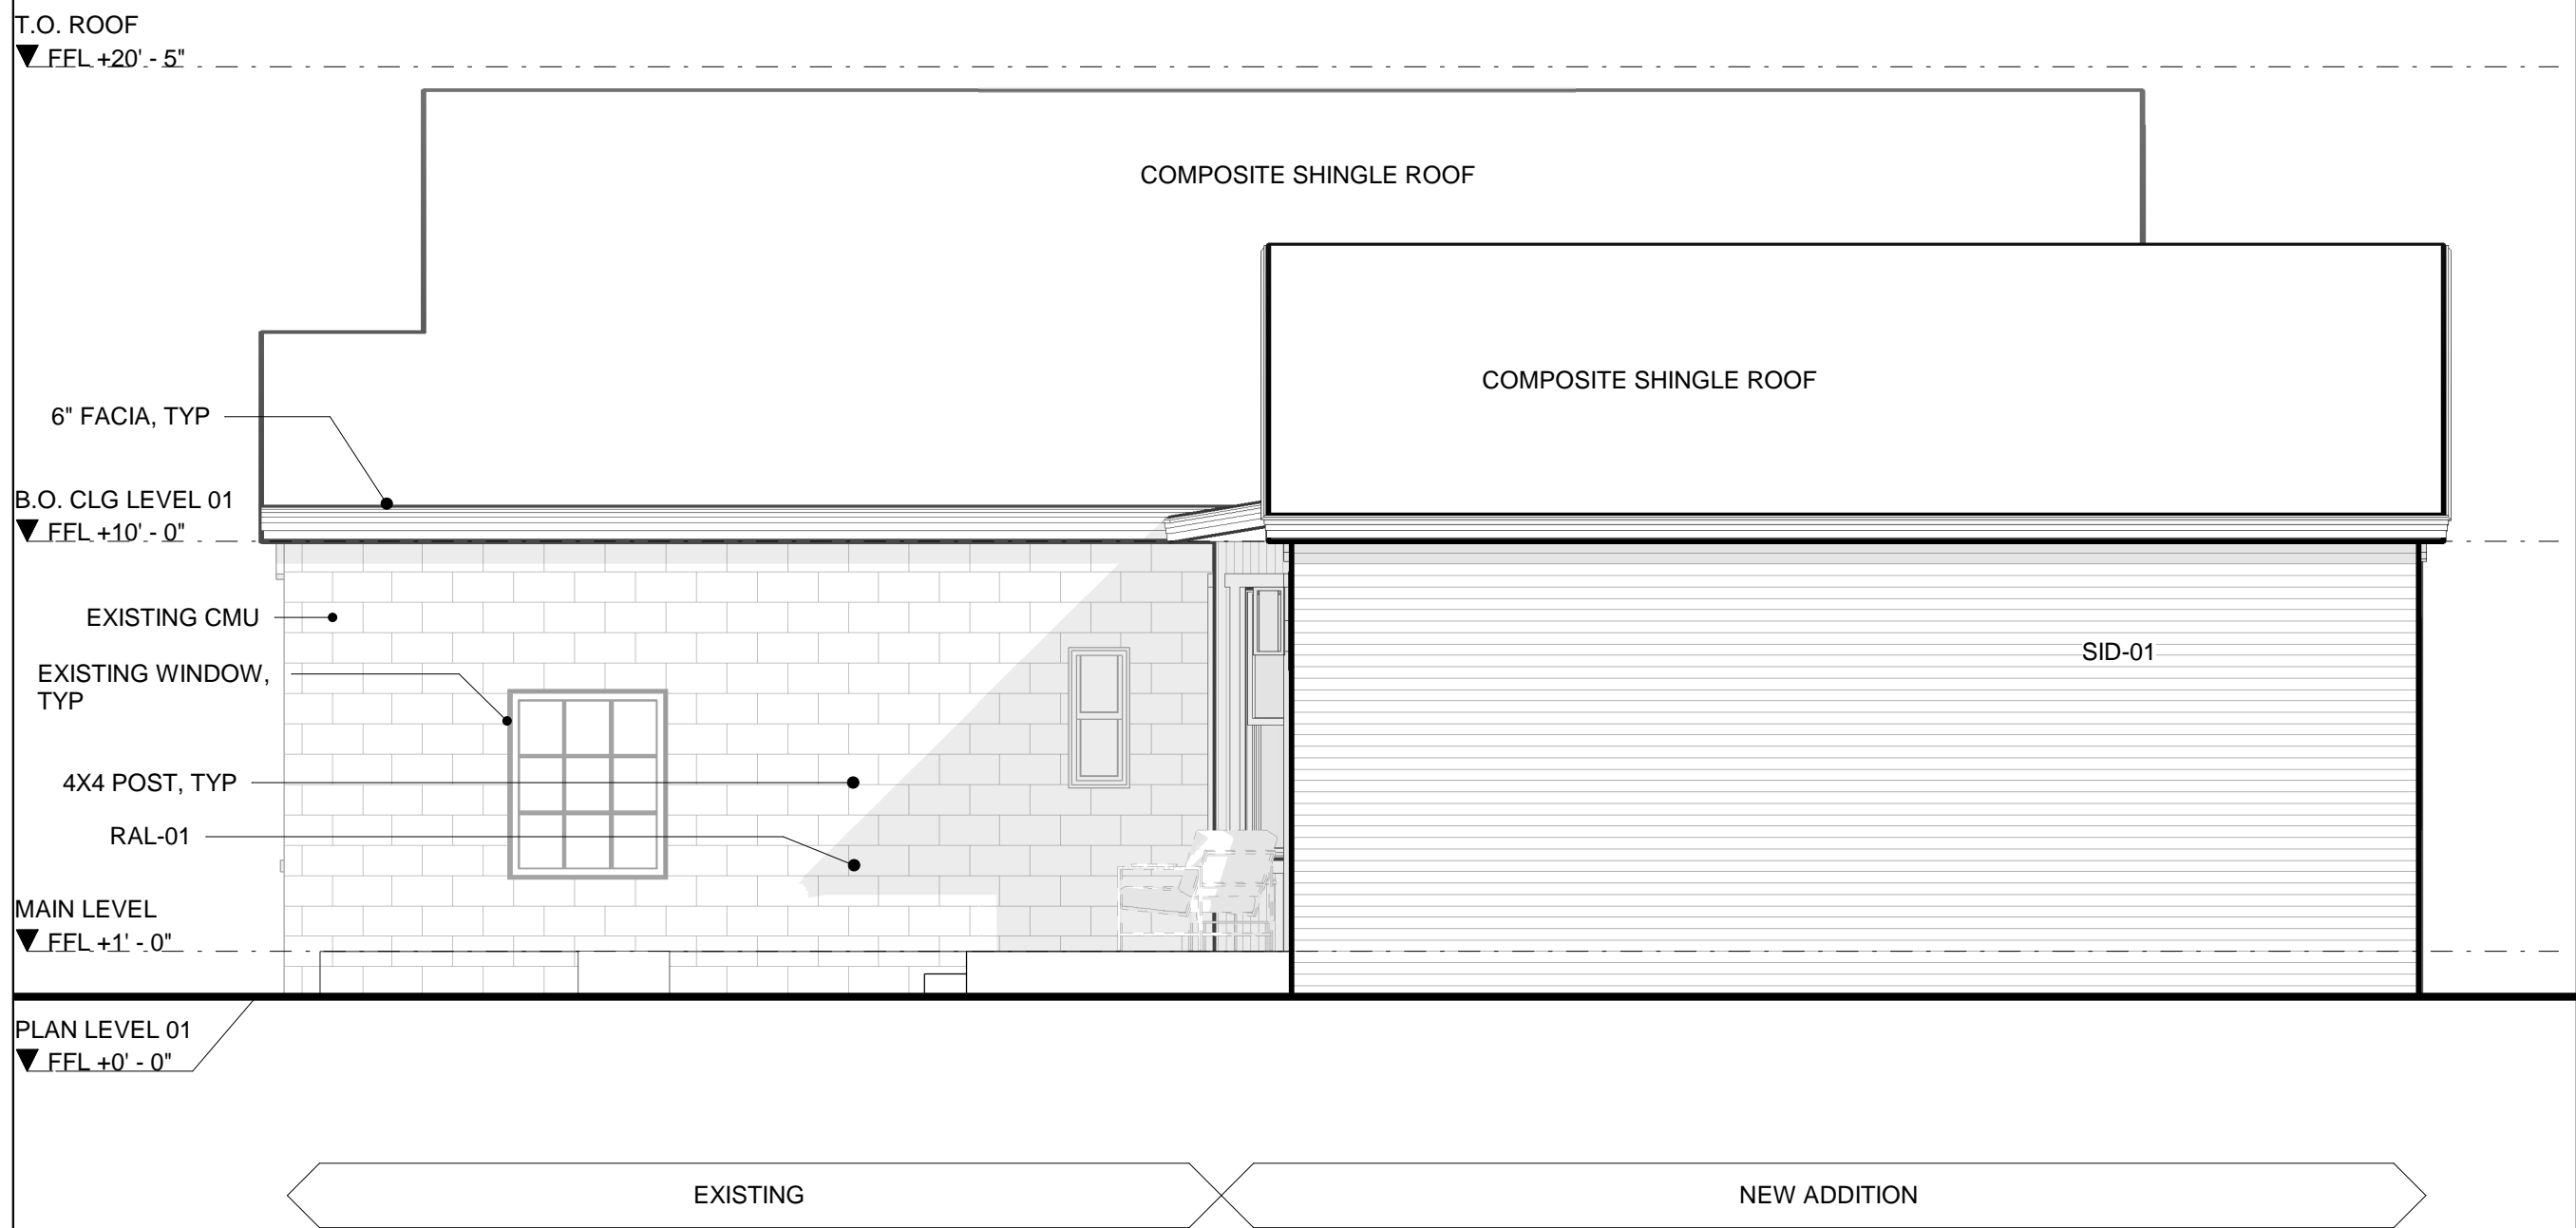 T.O. ROOF
FFL +20' - 5"
COMPOSITE SHINGLE ROOF
COMPOSITE SHINGLE ROOF
6" FACIA, TYP
B.O. CLG LEVEL 01
FFL +10' - 0"
EXISTING CMU
SID-01
EXISTING WINDOW,
TYP
4X4 POST, TYP
RAL-01
MAIN LEVEL
FFL +1' - 0"
PLAN LEVEL 01
FFL +0' - 0"
EXISTING
NEW ADDITION